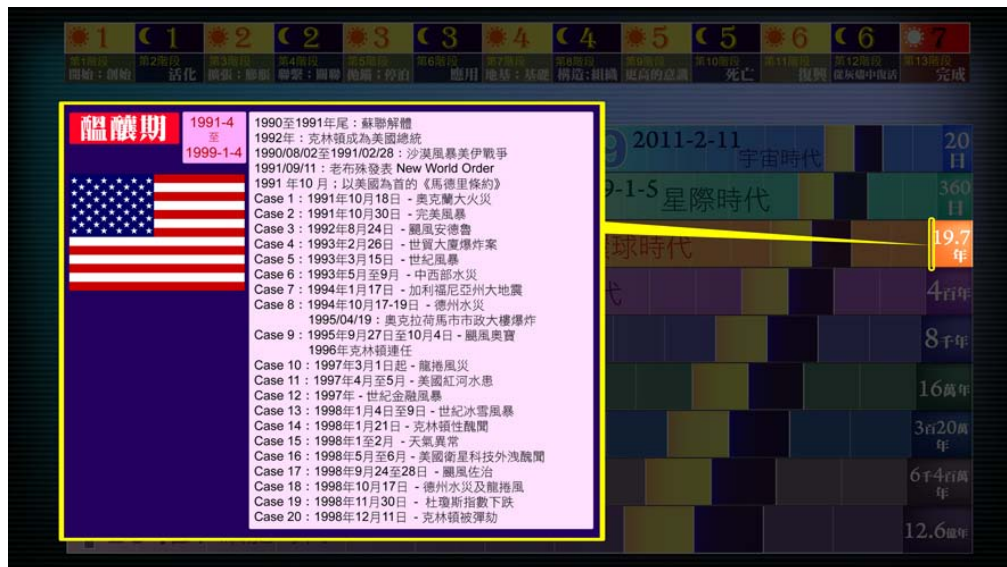 1 1 2 2 3 3 4 4 5 5 6 6 7
第1階段 第2階段 第3階段 第4階段 第5階段 第6階段 第7階段 第8階段 第9階段 第10階段 第11階段 第12階段 第13階段
開始：創始 活化 擴張：膨脹 聯繫：關聯 拋錨：停泊 應用 地基：基礎 構造:組織 更高的意識 死亡 復興 從灰燼中復活 完成
醞釀期
1991-4
至
1999-1-4
1990至1991年尾：蘇聯解體
1992年：克林頓成為美國總統
1990/08/02至1991/02/28：沙漠風暴美伊戰爭
1991/09/11：老布殊發表 New World Order
1991 年10 月；以美國為首的《馬德里條約》
Case 1：1991年10月18日 - 奧克蘭大火災
Case 2：1991年10月30日 - 完美風暴
Case 3：1992年8月24日 - 颶風安德魯
Case 4：1993年2月26日 - 世貿大廈爆炸案
Case 5：1993年3月15日 - 世紀風暴
Case 6：1993年5月至9月 - 中西部水災
Case 7：1994年1月17日 - 加利福尼亞州大地震
Case 8：1994年10月17-19日 - 德州水災
1995/04/19：奧克拉荷馬市市政大樓爆炸
Case 9：1995年9月27日至10月4日 - 颶風奧寶
1996年克林頓連任
Case 10：1997年3月1日起 - 龍捲風災
Case 11：1997年4月至5月 - 美國紅河水患
Case 12：1997年 - 世紀金融風暴
Case 13：1998年1月4日至9日 - 世紀冰雪風暴
Case 14：1998年1月21日 - 克林頓性醜聞
Case 15：1998年1至2月 - 天氣異常
Case 16：1998年5月至6月 - 美國衛星科技外洩醜聞
Case 17：1998年9月24至28日 - 颶風佐治
Case 18：1998年10月17日 - 德州水災及龍捲風
Case 19：1998年11月30日 - 杜瓊斯指數下跌
Case 20：1998年12月11日 - 克林頓被彈劾
9 2011-2-11 宇宙時代 20日
9-1-5 星際時代 360日
球時代 19.7年
代 4百年
8千年
16萬年
3百20萬年
6千4百萬年
12.6億年